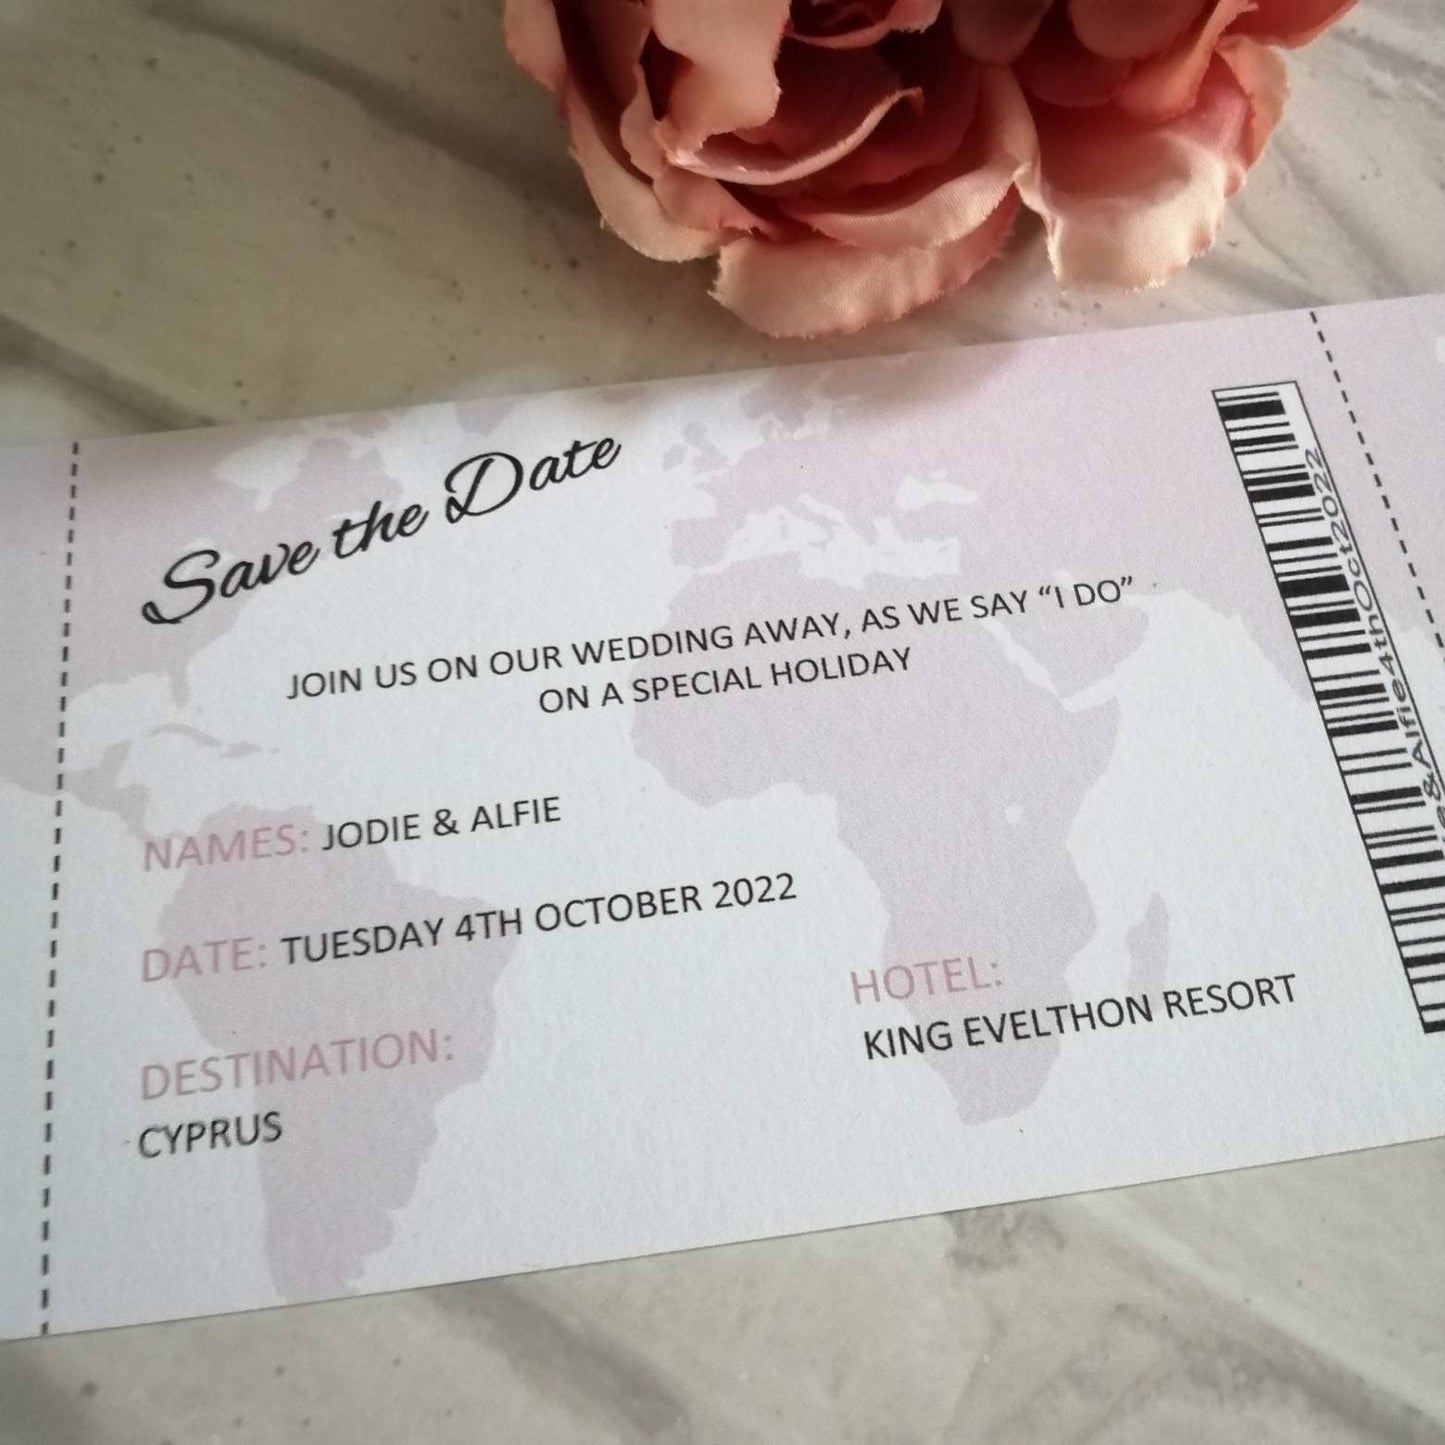 Save the Date
JOIN US ON OUR WEDDING AWAY, AS WE SAY “I DO”
ON A SPECIAL HOLIDAY
NAMES: JODIE & ALFIE
DATE: TUESDAY 4TH OCTOBER 2022
DESTINATION:
CYPRUS
HOTEL:
KING EVELTHON RESORT
&Alfie4thOct2022